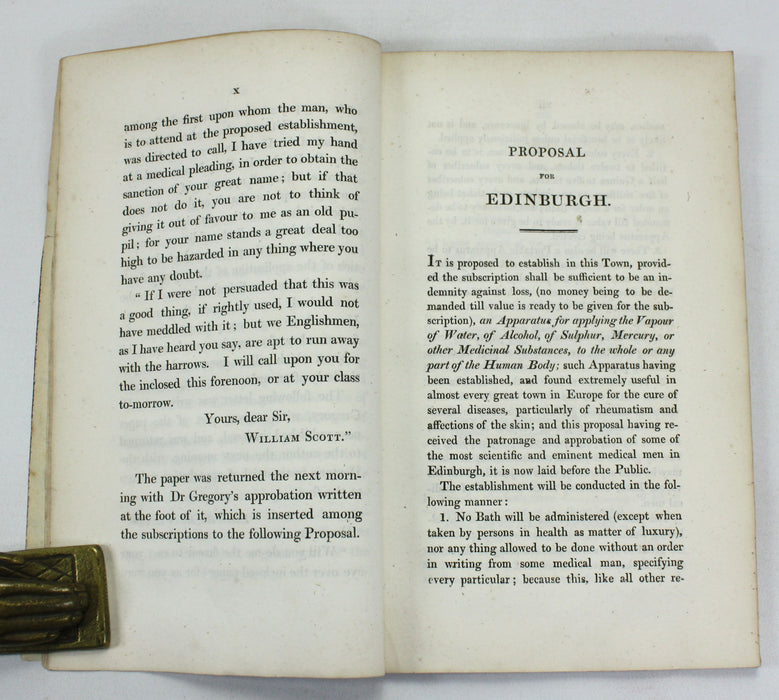 x
among the first upon whom the man, who
is to attend at the proposed establishment,
was directed to call, I have tried my hand
at a medical pleading, in order to obtain the
sanction of your great name; but if that
does not do it, you are not to think of
giving it out of favour to me as an old pu-
pil; for your name stands a great deal too
high to be hazarded in any thing where you
have any doubt.
"If I were not persuaded that this was
a good thing, if rightly used, I would not
have meddled with it; but we Englishmen,
as I have heard you say, are apt to run away
with the harrows. I will call upon you for
the inclosed this forenoon, or at your class
to-morrow.
Yours, dear Sir,
WILLIAM SCOTT."
The paper was returned the next morn-
ing with Dr Gregory's approbation written
at the foot of it, which is inserted among
the subscriptions to the following Proposal.
PROPOSAL
FOR
EDINBURGH.
IT is proposed to establish in this Town, provid-
ed the subscription shall be sufficient to be an in-
demnity against loss, (no money being to be de-
manded till value is ready to be given for the sub-
scription), an Apparatus for applying the Vapour
of Water, of Alcohol, of Sulphur, Mercury, or
other Medicinal Substances, to the whole or any
part of the Human Body; such Apparatus having
been established, and found extremely useful in
almost every great town in Europe for the cure of
several diseases, particularly of rheumatism and
affections of the skin; and this proposal having re-
ceived the patronage and approbation of some of
the most scientific and eminent medical men in
Edinburgh, it is now laid before the Public.
The establishment will be conducted in the fol-
lowing manner:
1. No Bath will be administered (except when
taken by persons in health as matter of luxury),
nor any thing allowed to be done without an order
in writing from some medical man, specifying
every particular; because this, like all other re-